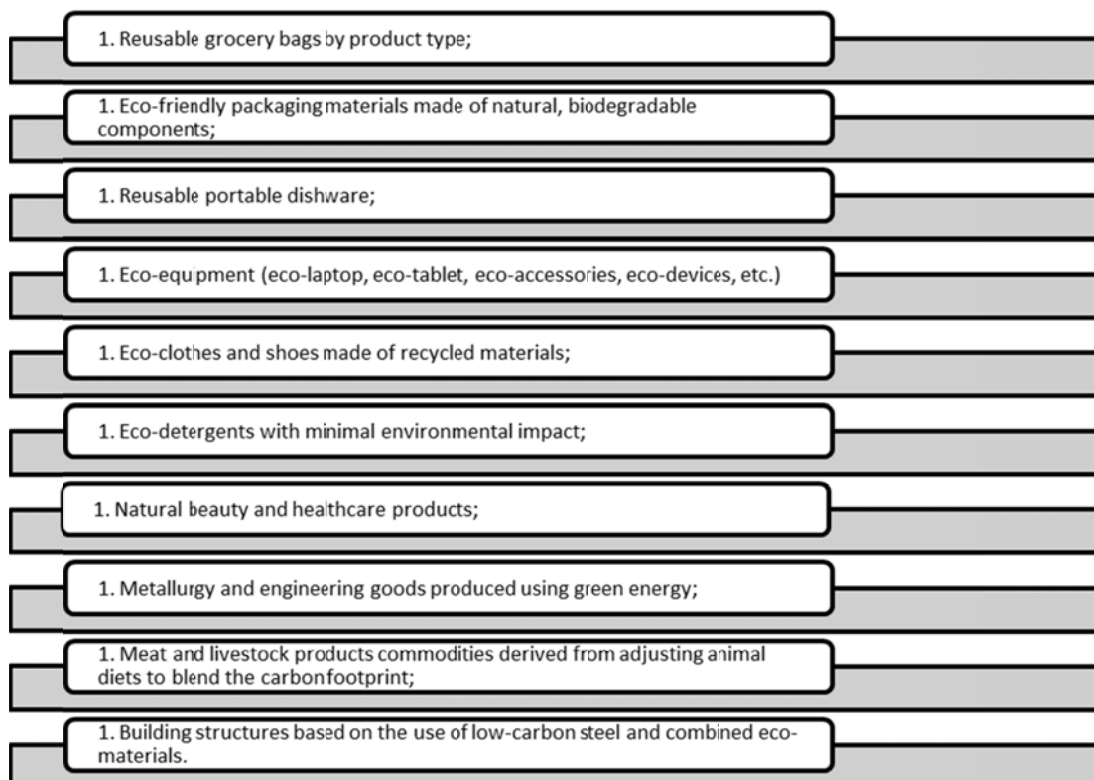 1. Reusable grocery bags by product type;
1. Eco-friendly packaging materials made of natural, biodegradable
components;
1. Reusable portable dishware;
1. Eco-equipment (eco-laptop, eco-tablet, eco-accessories, eco-devices, etc.)
1. Eco-clothes and shoes made of recycled materials;
1. Eco-detergents with minimal environmental impact;
1. Natural beauty and healthcare products;
1. Metallurgy and engineering goods produced using green energy;
1. Meat and livestock products commodities derived from adjusting animal
diets to blend the carbon footprint;
1. Building structures based on the use of low-carbon steel and combined eco-
materials.